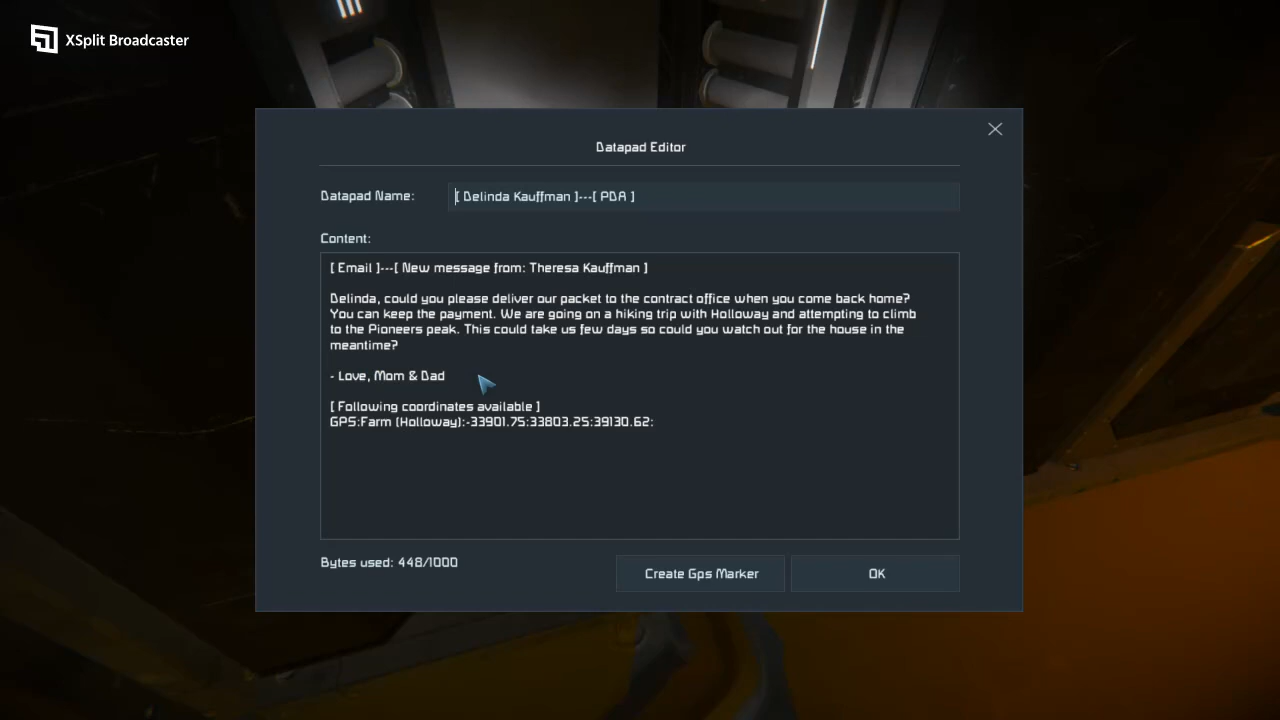 XSplit Broadcaster
Datapad Editor
Datapad Name:
[ Delinda Kauffman ]---[ PDA ]
Content:
[ Email ]---[ New message from: Theresa Kauffman ]
Delinda, could you please deliver our packet to the contract office when you come back home?
You can keep the payment. We are going on a hiking trip with Holloway and attempting to climb
to the Pioneers peak. This could take us few days so could you watch out for the house in the
meantime?
- Love, Mom & Dad
[ Following coordinates available ]
GPS:Farm (Holloway):-33901.75:33803.25:39130.62:
Bytes used: 448/1000
Create Gps Marker
OK